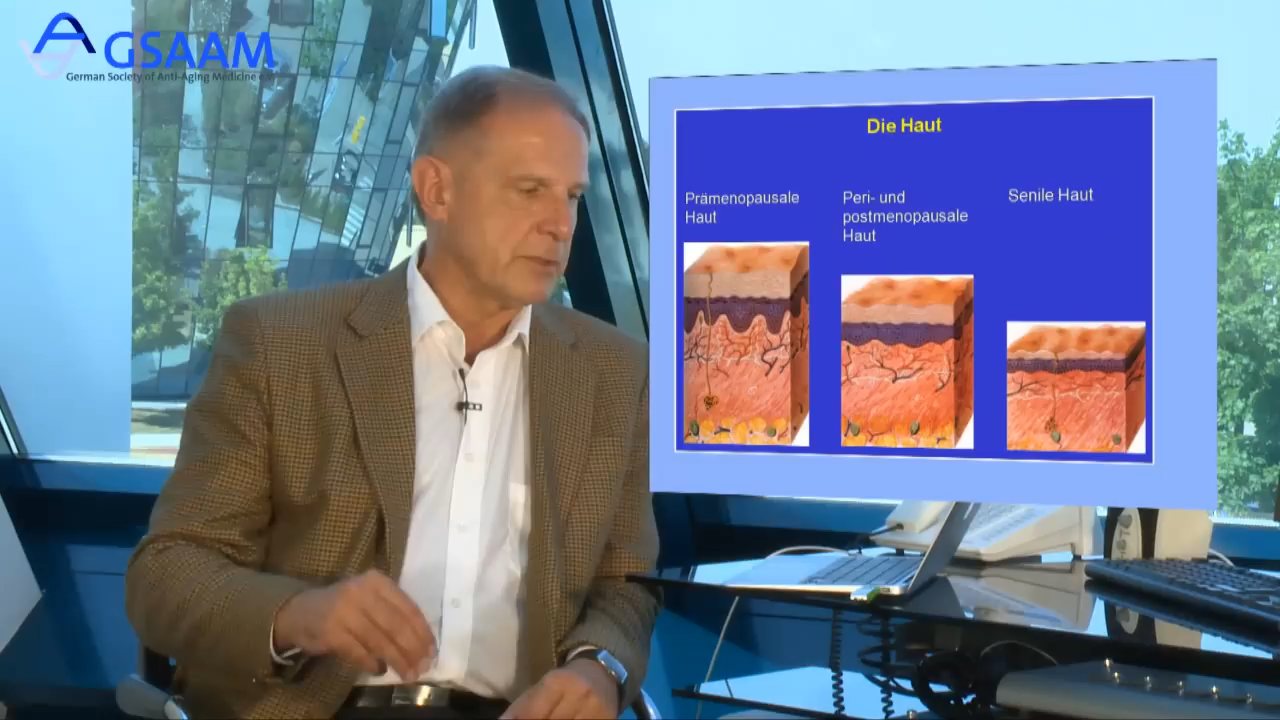 GSAAM
German Society of Anti-Aging Medicine e.V.
Die Haut
Prämenopausale
Haut
Peri- und
postmenopausale
Haut
Senile Haut